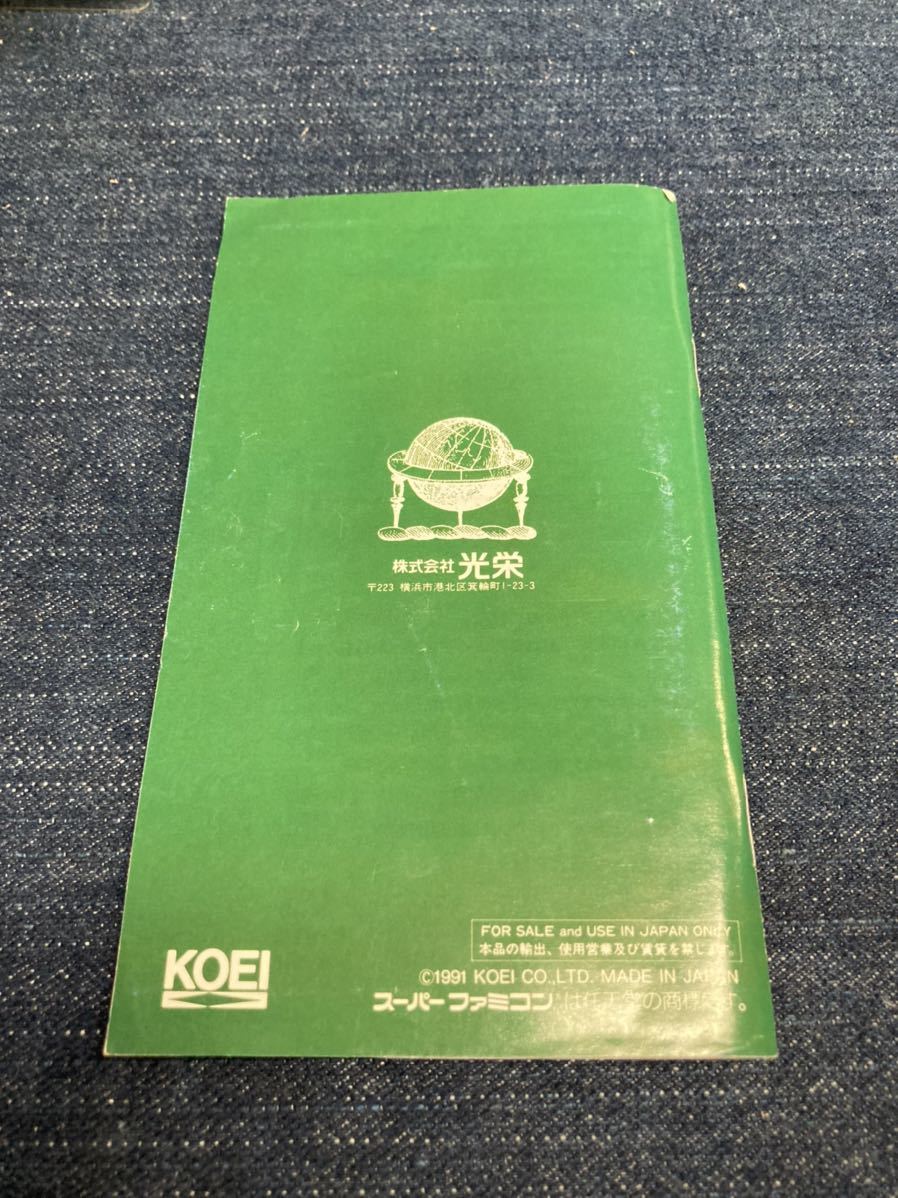 株式会社 光栄
〒223 横浜市港北区箕輪町1-23-3
FOR SALE and USE IN JAPAN ONLY
本品の輸出、使用営業及び賃貸を禁じます。
KOEI
©1991 KOEI CO.,LTD. MADE IN JAPAN
スーパーファミコンは任天堂の商標です。